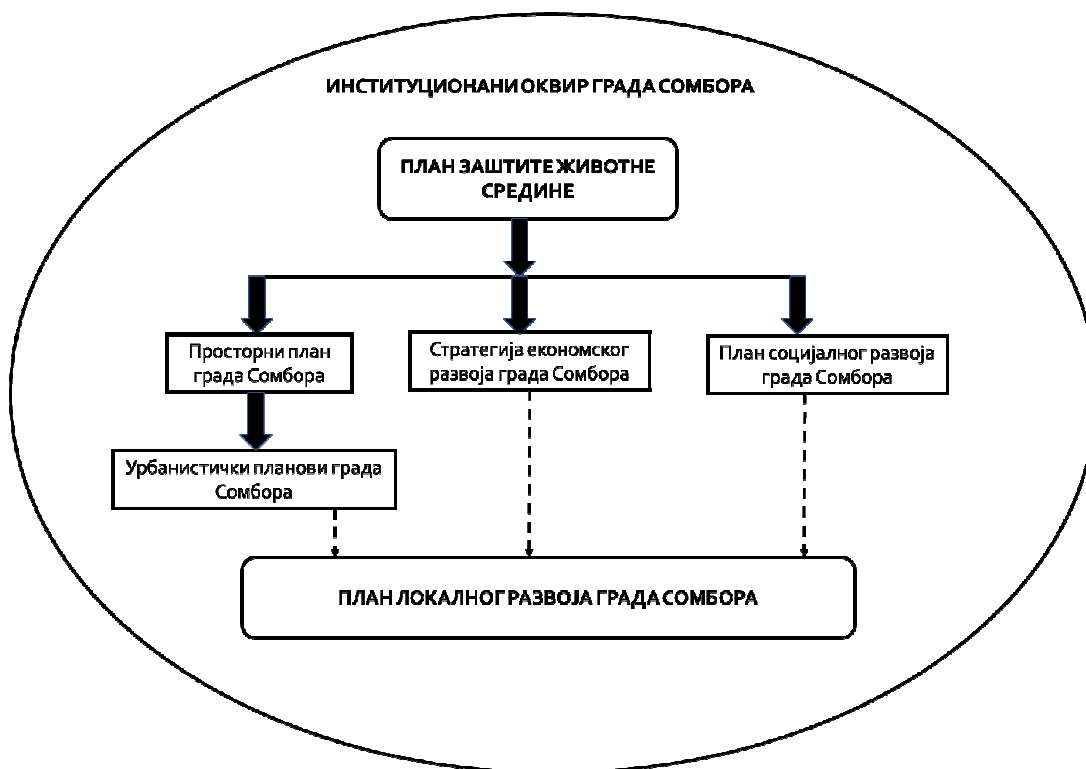 ИНСТИТУЦИОНАНИ ОКВИР ГРАДА СОМБОРА
ПЛАН ЗАШТИТЕ ЖИВОТНЕ
СРЕДИНЕ
Просторни план
града Сомбора
Стратегија економског
развоја града Сомбора
План социјалног развоја
града Сомбора
Урбанистички планови града
Сомбора
ПЛАН ЛОКАЛНОГ РАЗВОЈА ГРАДА СОМБОРА